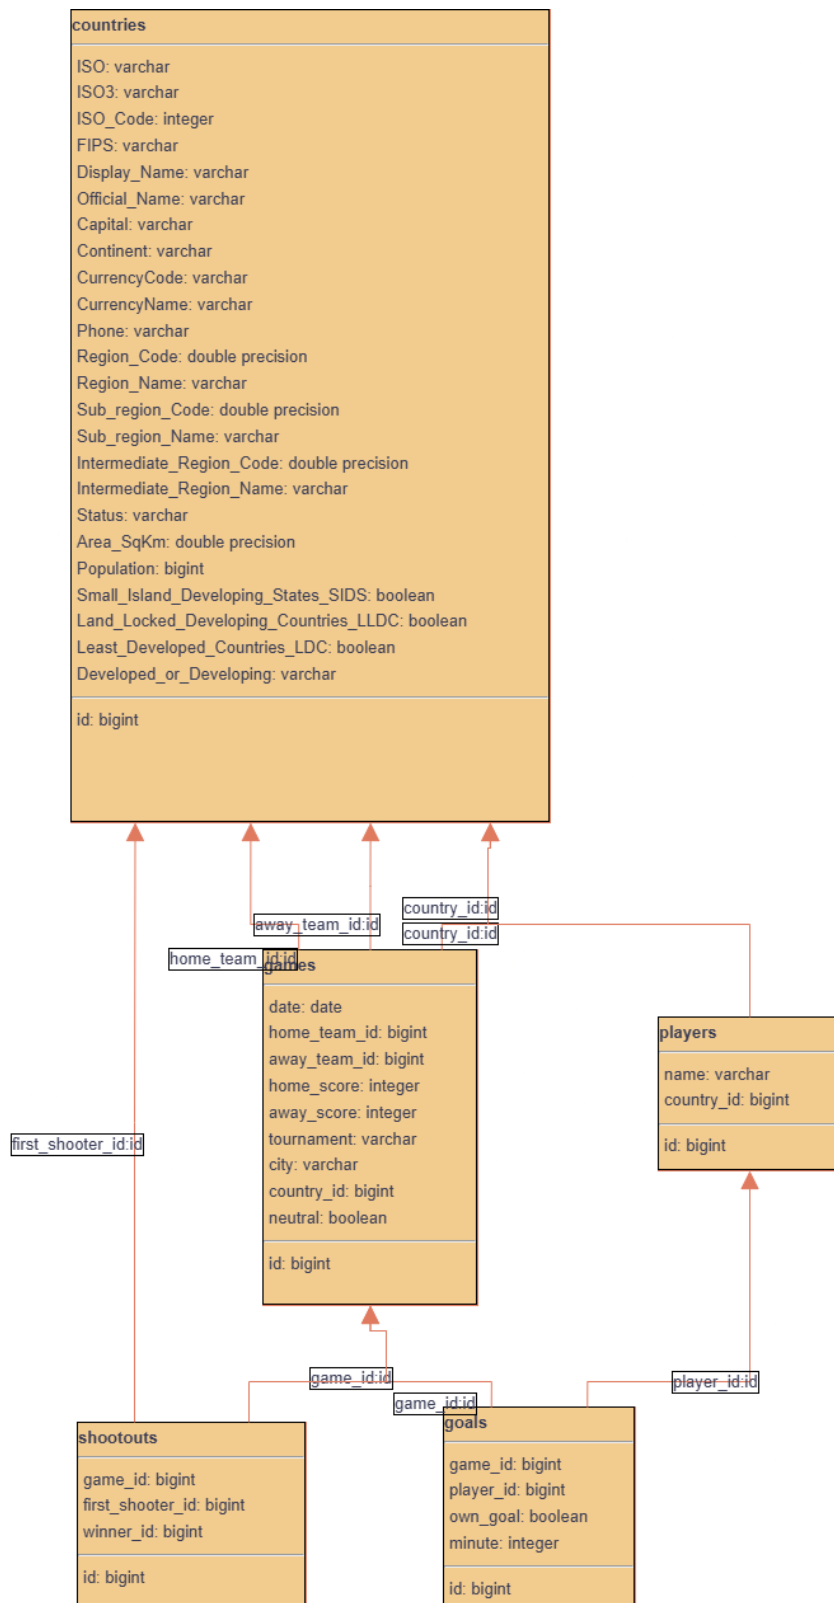 countries
ISO: varchar
ISO3: varchar
ISO_Code: integer
FIPS: varchar
Display_Name: varchar
Official_Name: varchar
Capital: varchar
Continent: varchar
CurrencyCode: varchar
CurrencyName: varchar
Phone: varchar
Region_Code: double precision
Region_Name: varchar
Sub_region_Code: double precision
Sub_region_Name: varchar
Intermediate_Region_Code: double precision
Intermediate_Region_Name: varchar
Status: varchar
Area_SqKm: double precision
Population: bigint
Small_Island_Developing_States_SIDS: boolean
Land_Locked_Developing_Countries_LLDC: boolean
Least_Developed_Countries_LDC: boolean
Developed_or_Developing: varchar
id: bigint
country_id:id
away_team_id:id
country_id:id
home_team_id:id
games
date: date
home_team_id: bigint
away_team_id: bigint
home_score: integer
away_score: integer
tournament: varchar
city: varchar
country_id: bigint
neutral: boolean
id: bigint
players
name: varchar
country_id: bigint
id: bigint
first_shooter_id:id
game_id:id
player_id:id
game_id:id
shootouts
game_id: bigint
first_shooter_id: bigint
winner_id: bigint
id: bigint
goals
game_id: bigint
player_id: bigint
own_goal: boolean
minute: integer
id: bigint